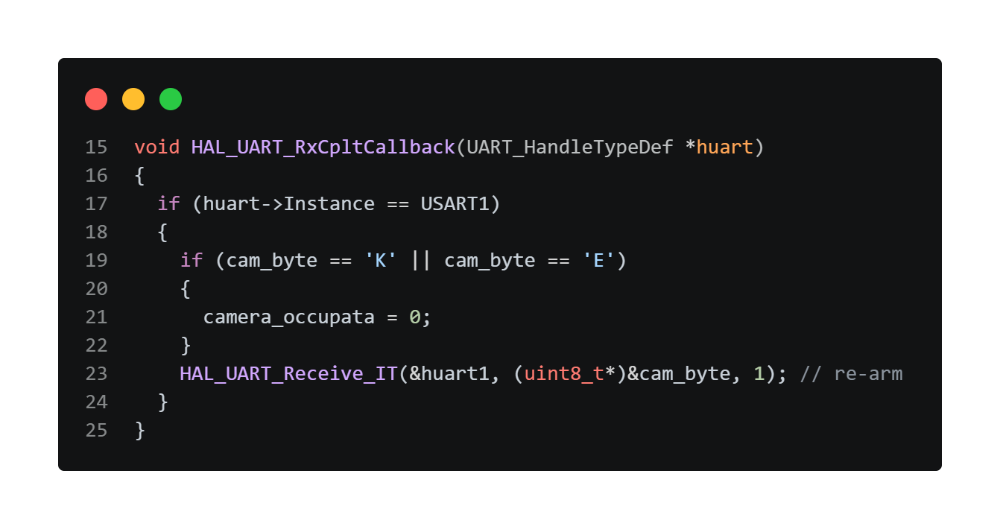 15 void HAL_UART_RxCpltCallback(UART_HandleTypeDef *huart)
16 {
17   if (huart->Instance == USART1)
18   {
19     if (cam_byte == 'K' || cam_byte == 'E')
20     {
21       camera_occupata = 0;
22     }
23     HAL_UART_Receive_IT(&huart1, (uint8_t*)&cam_byte, 1); // re-arm
24   }
25 }